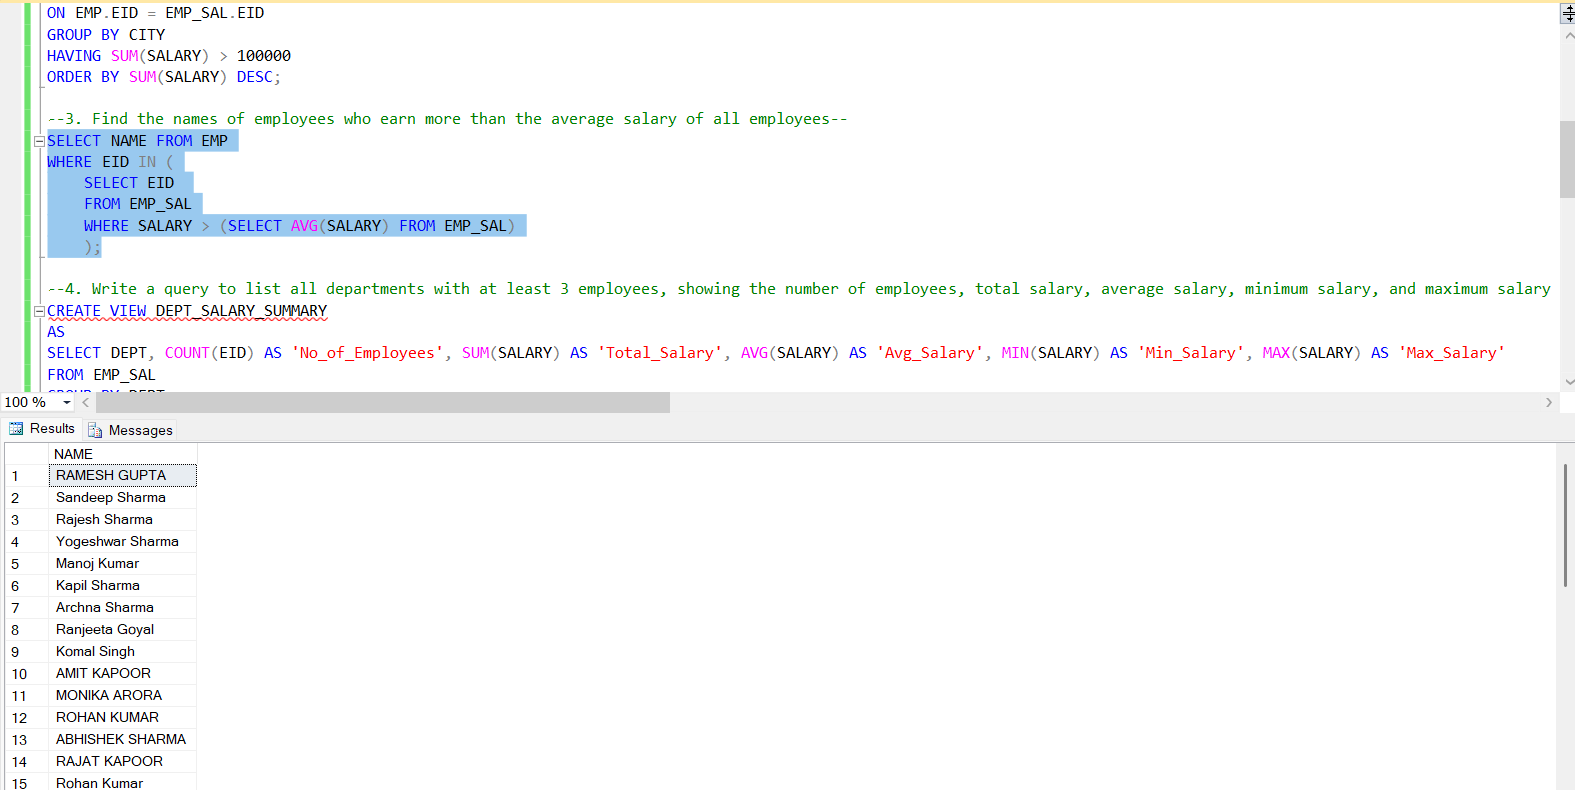 ON EMP.EID = EMP_SAL.EID
GROUP BY CITY
HAVING SUM(SALARY) > 100000
ORDER BY SUM(SALARY) DESC;
--3. Find the names of employees who earn more than the average salary of all employees--
SELECT NAME FROM EMP
WHERE EID IN (
SELECT EID
FROM EMP_SAL
WHERE SALARY > (SELECT AVG(SALARY) FROM EMP_SAL)
);
--4. Write a query to list all departments with at least 3 employees, showing the number of employees, total salary, average salary, minimum salary, and maximum salary
CREATE VIEW DEPT_SALARY_SUMMARY
AS
SELECT DEPT, COUNT(EID) AS 'No_of_Employees', SUM(SALARY) AS 'Total_Salary', AVG(SALARY) AS 'Avg_Salary', MIN(SALARY) AS 'Min_Salary', MAX(SALARY) AS 'Max_Salary'
FROM EMP_SAL
GROUP BY DEPT
100 %
Results Messages
NAME
1 RAMESH GUPTA
2 Sandeep Sharma
3 Rajesh Sharma
4 Yogeshwar Sharma
5 Manoj Kumar
6 Kapil Sharma
7 Archna Sharma
8 Ranjeeta Goyal
9 Komal Singh
10 AMIT KAPOOR
11 MONIKA ARORA
12 ROHAN KUMAR
13 ABHISHEK SHARMA
14 RAJAT KAPOOR
15 Rohan Kumar